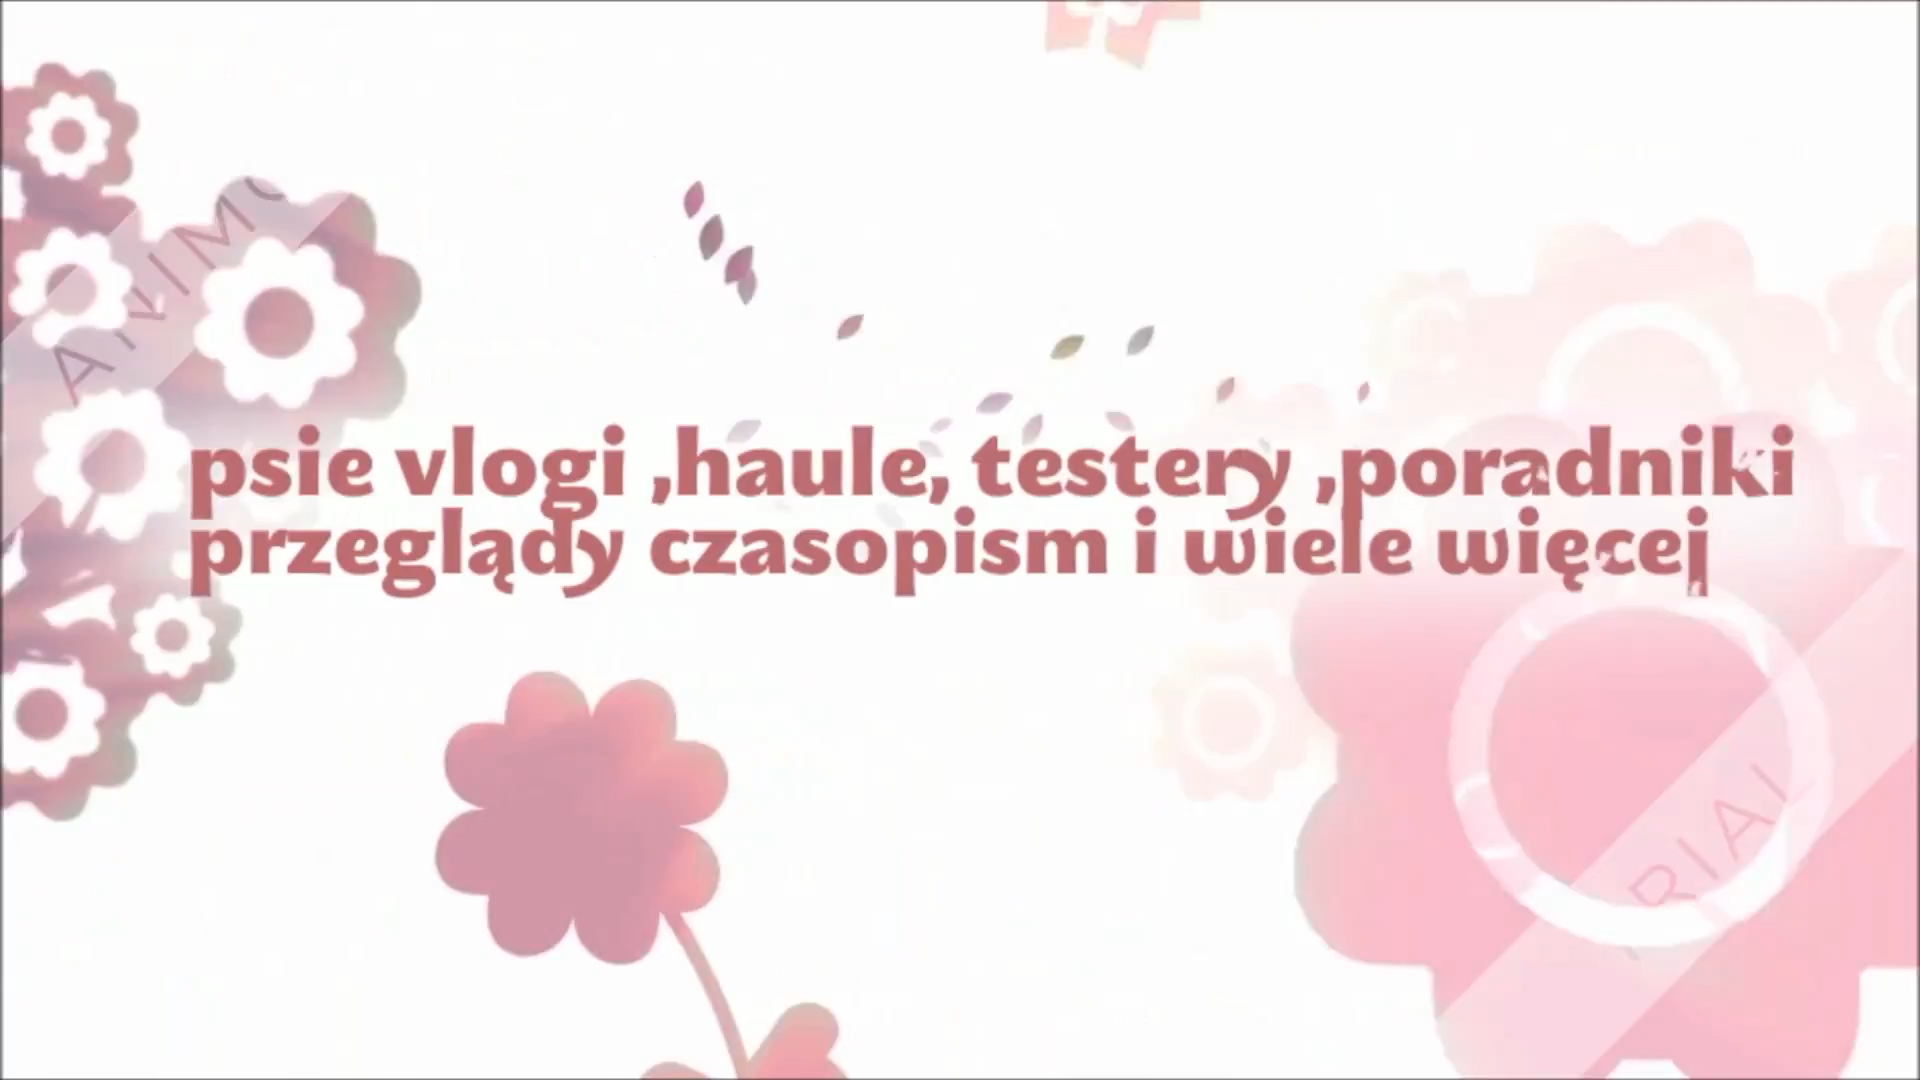 psie vlogi ,haule, testery ,poradniki
przeglądy czasopism i wiele więcej